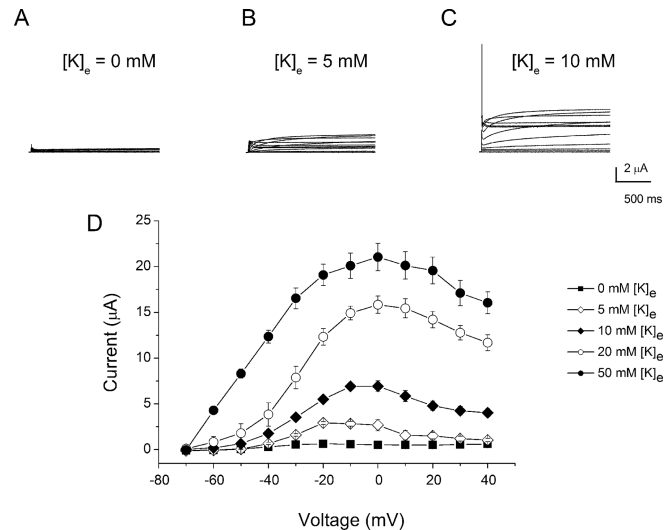 A
B
C
[K]e = 0 mM
[K]e = 5 mM
[K]e = 10 mM
2 μA
500 ms
D
25
20
15
10
5
0
Current (μA)
-80
-60
-40
-20
0
20
40
Voltage (mV)
0 mM [K]e
5 mM [K]e
10 mM [K]e
20 mM [K]e
50 mM [K]e